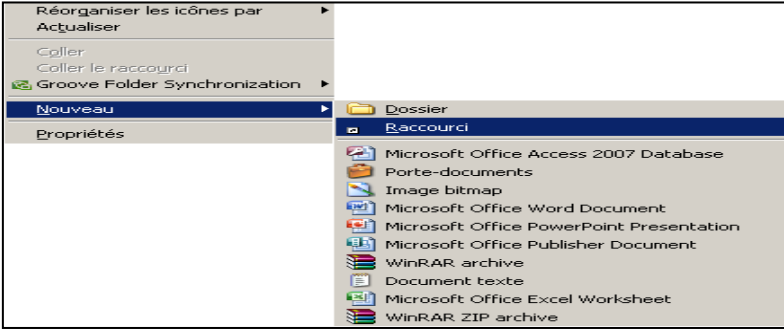 Réorganiser les icônes par
Actualiser
Coller
Coller le raccourci
Groove Folder Synchronization
Nouveau
Propriétés
Dossier
Raccourci
Microsoft Office Access 2007 Database
Porte-documents
Image bitmap
Microsoft Office Word Document
Microsoft Office PowerPoint Presentation
Microsoft Office Publisher Document
WinRAR archive
Document texte
Microsoft Office Excel Worksheet
WinRAR ZIP archive